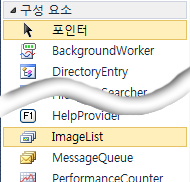 구성 요소
포인터
BackgroundWorker
DirectoryEntry
HelpProvider
ImageList
MessageQueue
PerformanceCounter